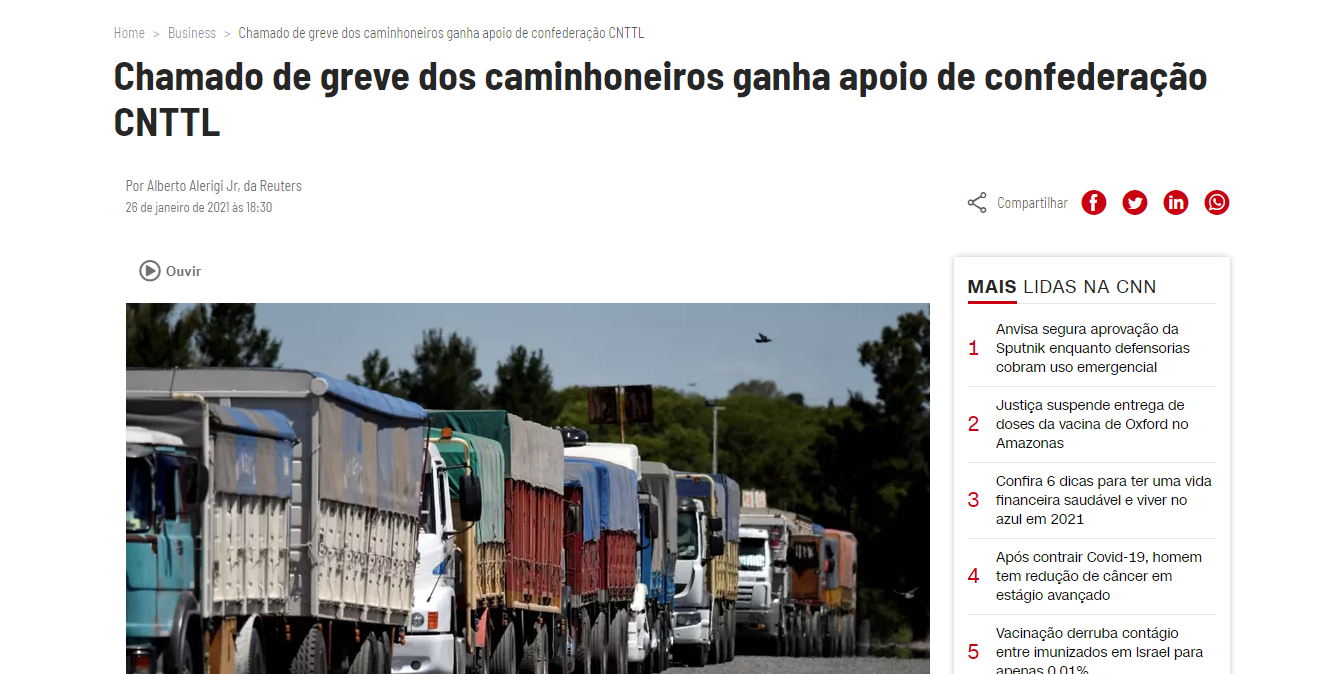 Home > Business > Chamado de greve dos caminhoneiros ganha apoio de confederação CNTTL
Chamado de greve dos caminhoneiros ganha apoio de confederação
CNTTL
Por Alberto Alerigi Jr, da Reuters
26 de janeiro de 2021 às 18:30
Compartilhar
Ouvir
MAIS LIDAS NA CNN
1
Anvisa segura aprovação da
Sputnik enquanto defensorias
cobram uso emergencial
2
Justiça suspende entrega de
doses da vacina de Oxford no
Amazonas
3
Confira 6 dicas para ter uma vida
financeira saudável e viver no
azul em 2021
4
Após contrair Covid-19, homem
tem redução de câncer em
estágio avançado
5
Vacinação derruba contágio
entre imunizados em Israel para
apenas 0,01%